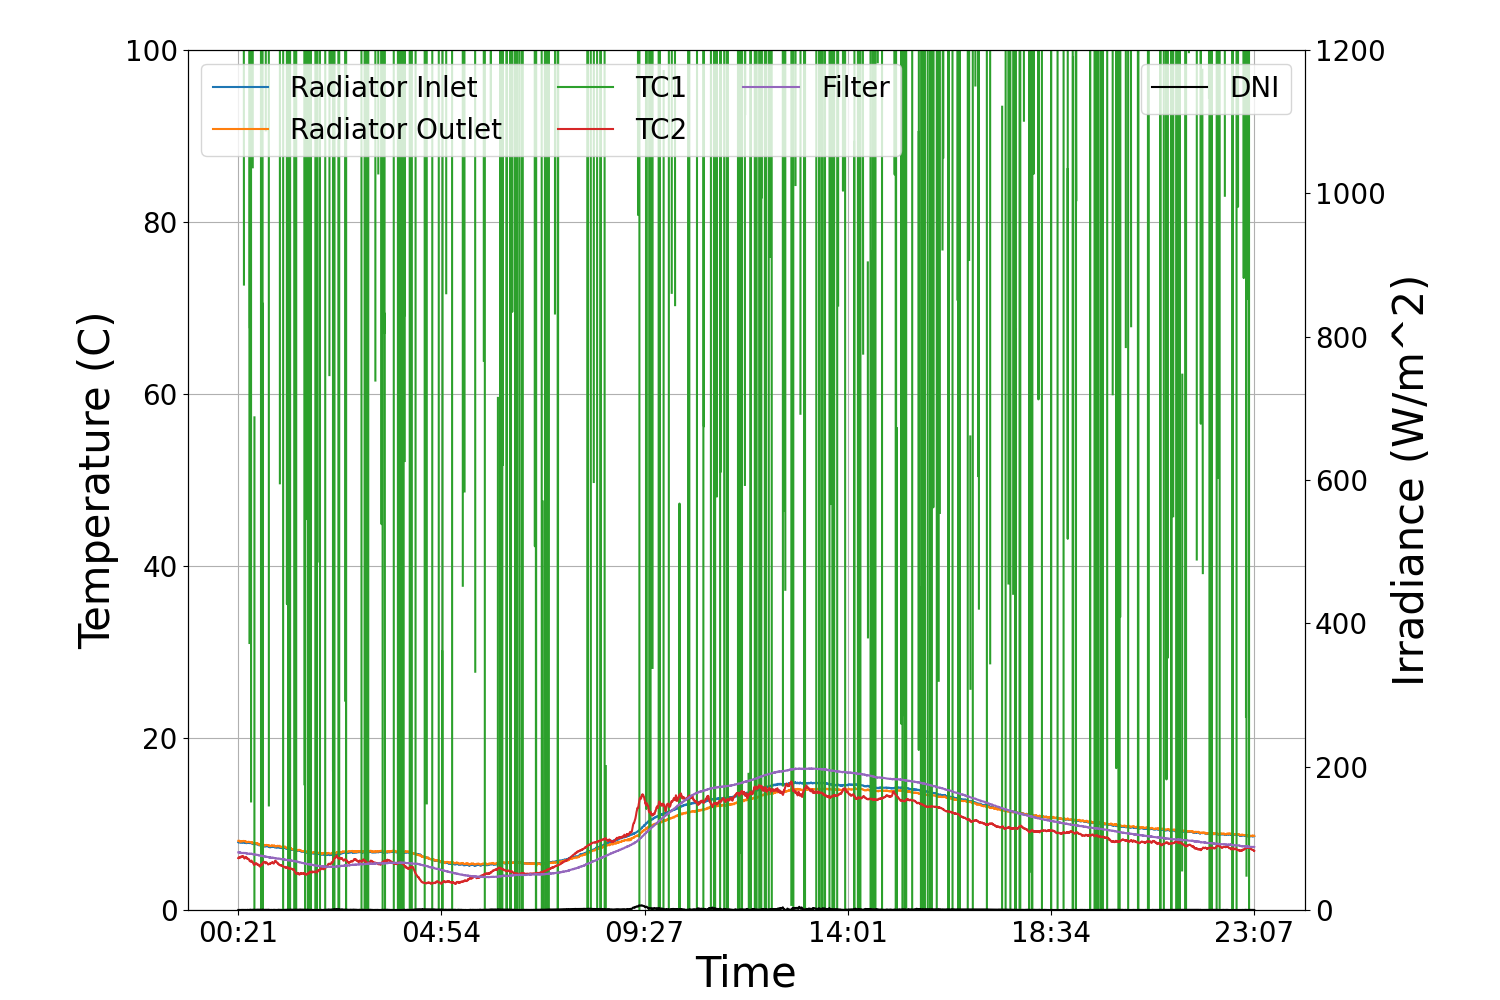 Radiator Inlet
Radiator Outlet
TC1
TC2
Filter
DNI
100
80
60
40
20
0
Temperature (C)
1200
1000
800
600
400
200
0
Irradiance (W/m^2)
00:21 04:54 09:27 14:01 18:34 23:07
Time